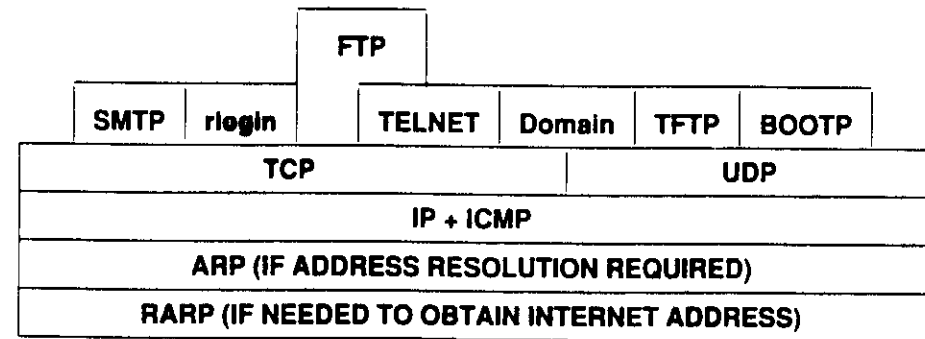 FTP
SMTP rlogin TELNET Domain TFTP BOOTP
TCP UDP
IP + ICMP
ARP (IF ADDRESS RESOLUTION REQUIRED)
RARP (IF NEEDED TO OBTAIN INTERNET ADDRESS)